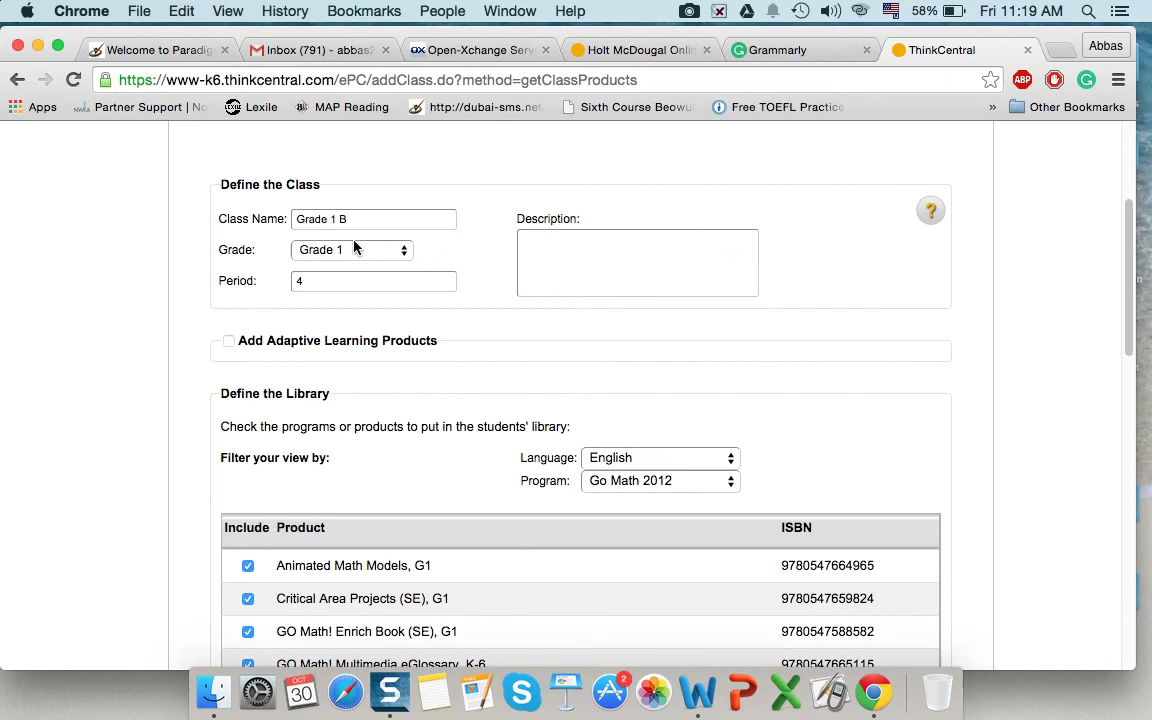 Chrome File Edit View History Bookmarks People Window Help 58% Fri 11:19 AM
Welcome to Paradig Inbox (791) - abbas2 Open-Xchange Serv Holt McDougal Onlin Grammarly ThinkCentral Abbas
https://www-k6.thinkcentral.com/ePC/addClass.do?method=getClassProducts
Apps Partner Support | No Lexile MAP Reading http://dubai-sms.net Sixth Course Beowul Free TOEFL Practice » Other Bookmarks
Define the Class
Class Name: Grade 1 B Description:
Grade: Grade 1
Period: 4
Add Adaptive Learning Products
Define the Library
Check the programs or products to put in the students' library:
Filter your view by: Language: English
Program: Go Math 2012
Include Product ISBN
Animated Math Models, G1 9780547664965
Critical Area Projects (SE), G1 9780547659824
GO Math! Enrich Book (SE), G1 9780547588582
GO Math! Multimedia eGlossary, K-6 9780547665115
OCT
30
2